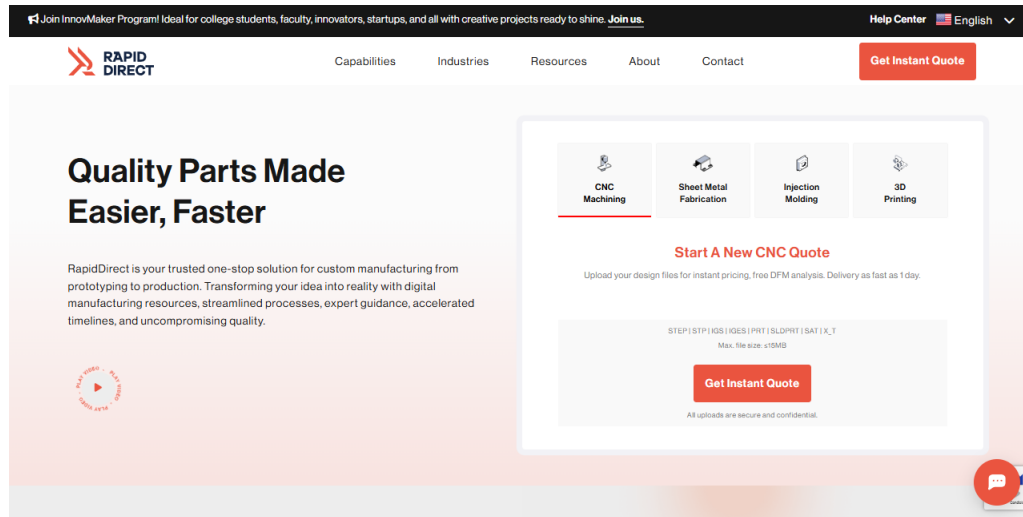 Join InnovMaker Program! Ideal for college students, faculty, innovators, startups, and all with creative projects ready to shine. Join us.
Help Center English
RAPID
DIRECT
Capabilities Industries Resources About Contact
Get Instant Quote
Quality Parts Made
Easier, Faster
RapidDirect is your trusted one-stop solution for custom manufacturing from
prototyping to production. Transforming your idea into reality with digital
manufacturing resources, streamlined processes, expert guidance, accelerated
timelines, and uncompromising quality.
PLAY VIDEO - PLAY VIDEO - PLAY VIDEO -
CNC
Machining
Sheet Metal
Fabrication
Injection
Molding
3D
Printing
Start A New CNC Quote
Upload your design files for instant pricing, free DFM analysis. Delivery as fast as 1 day.
STEP | STP | IGS | IGES | PRT | SLDPRT | SAT | X_T
Max. file size: ≤15MB
Get Instant Quote
All uploads are secure and confidential.